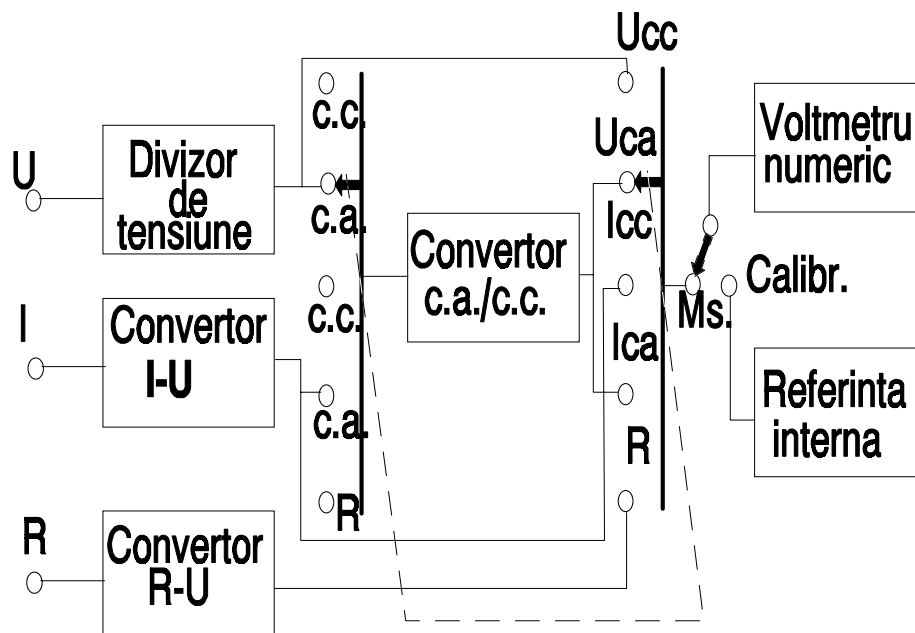 Ucc
U
Divizor
de
tensiune
c.c.
c.a.
Uca
Icc
Voltmetru
numeric
I
Convertor
I-U
c.c.
c.a.
Convertor
c.a./c.c.
Ica
Ms.
Calibr.
R
Convertor
R-U
R
R
Referinta
interna